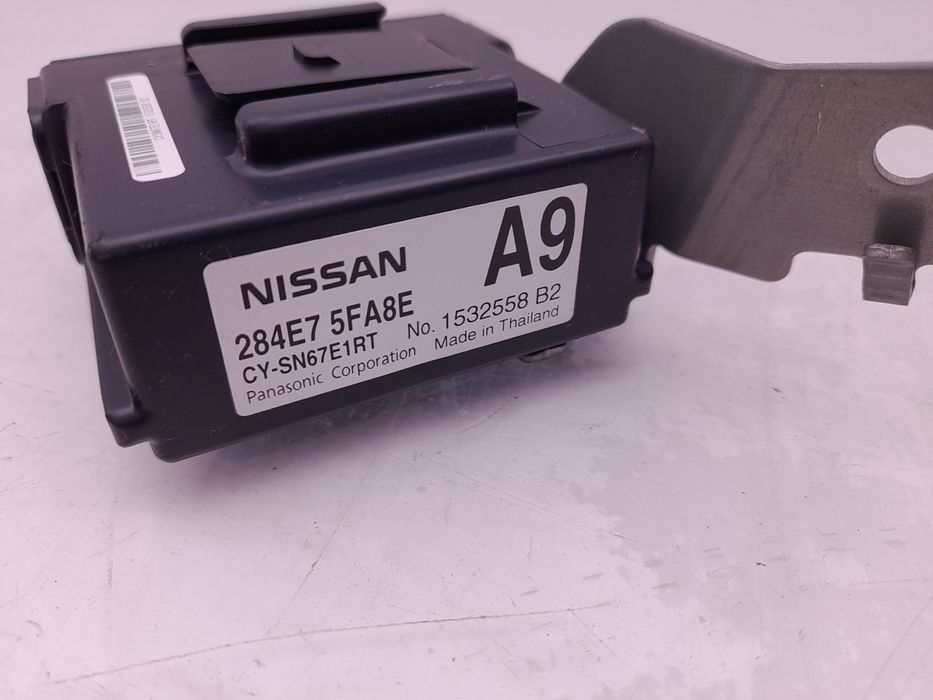 NISSAN
A9
284E7 5FA8E
No. 1532558 B2
CY-SN67E1RT
Made in Thailand
Panasonic Corporation